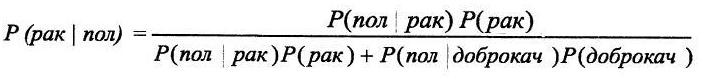 P (рак | пол) = P(пол | рак) P(рак)
P(пол | рак)P(рак) + P(пол |доброкач )P(доброкач )